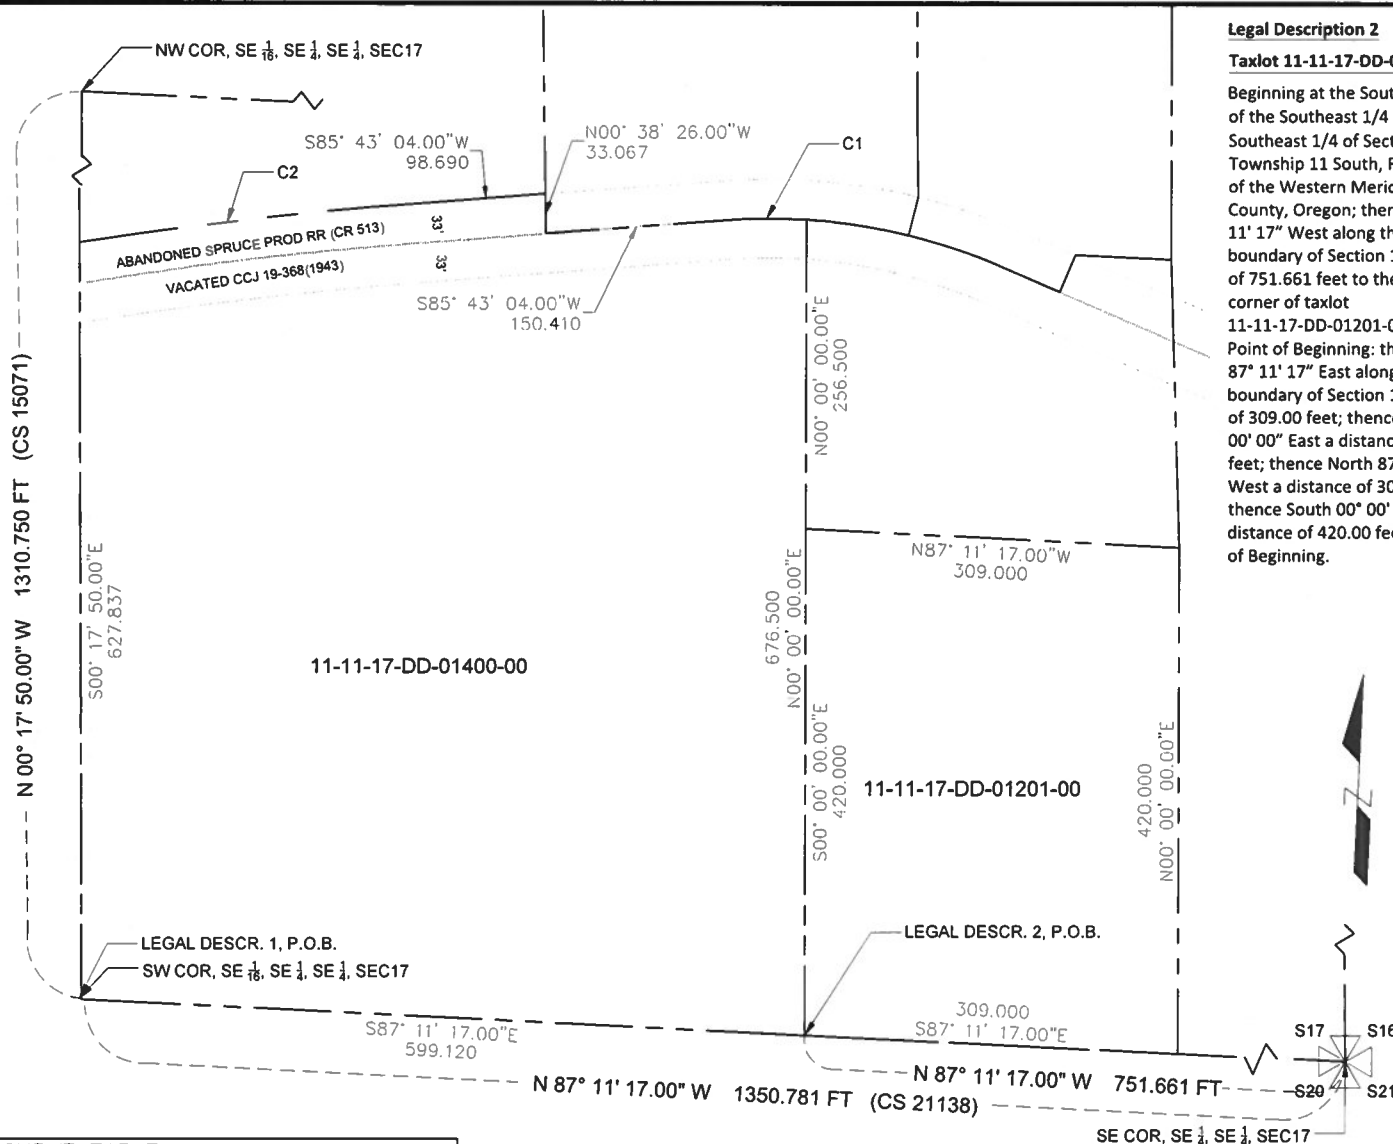 NW COR, SE 1/16, SE 1/4, SE 1/4, SEC17
S85° 43' 04.00"W
98.690
N00° 38' 26.00"W
33.067
C1
C2
ABANDONED SPRUCE PROD RR (CR 513)
VACATED CCJ 19-368(1943)
33'
33'
S85° 43' 04.00"W
150.410
N00° 00' 00.00"E
256.500
N 00° 17' 50.00" W 1310.750 FT (CS 15071)
S00° 17' 50.00"E
627.837
11-11-17-DD-01400-00
676.500
N00° 00' 00.00"E
N87° 11' 17.00"W
309.000
S00° 00' 00.00"E
420.000
11-11-17-DD-01201-00
420.000
N00° 00' 00.00"E
LEGAL DESCR. 1, P.O.B.
SW COR, SE 1/16, SE 1/4, SE 1/4, SEC17
LEGAL DESCR. 2, P.O.B.
S87° 11' 17.00"E
599.120
309.000
S87° 11' 17.00"E
N 87° 11' 17.00" W 1350.781 FT (CS 21138)
N 87° 11' 17.00" W 751.661 FT
S17 S16
S20 S21
SE COR, SE 1/4, SE 1/4, SEC17
Z
Legal Description 2
Taxlot 11-11-17-DD-0
Beginning at the Sout
of the Southeast 1/4
Southeast 1/4 of Sect
Township 11 South,
of the Western Meric
County, Oregon; ther
11' 17" West along th
boundary of Section 1
of 751.661 feet to the
corner of taxlot
11-11-17-DD-01201-0
Point of Beginning: th
87° 11' 17" East along
boundary of Section 1
of 309.00 feet; thence
00' 00" East a distanc
feet; thence North 87
West a distance of 30
thence South 00° 00'
distance of 420.00 fee
of Beginning.